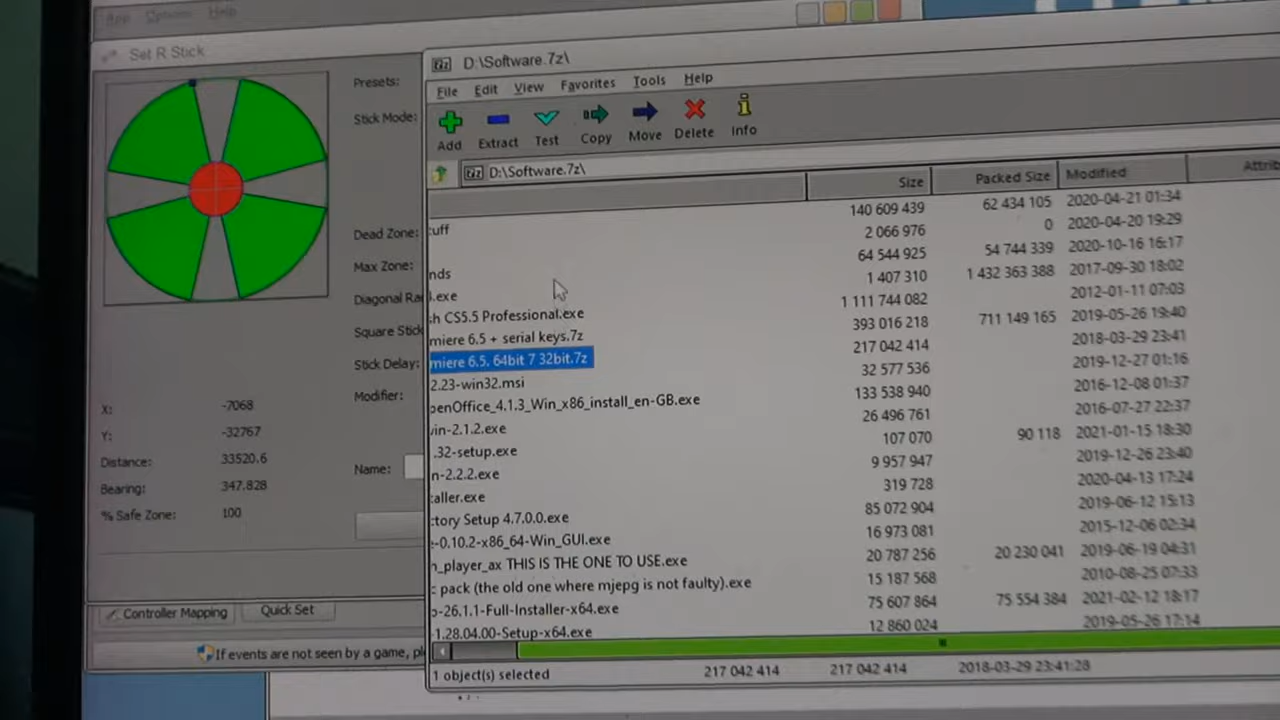 App Options Help
Set R Stick
Presets:
Stick Mode:
Dead Zone:
Max Zone:
Diagonal Ra
Square Stick
Stick Delay:
Modifier:
X: -7068
Y: -32767
Distance: 33520.6
Bearing: 347.828
% Safe Zone: 100
Name:
Controller Mapping Quick Set
If events are not seen by a game, pl
D:\Software.7z\
File Edit View Favorites Tools Help
Add Extract Test Copy Move Delete Info
D:\Software.7z\
Size Packed Size Modified Attrib
140 609 439 62 434 105 2020-04-21 01:34
:uff 2 066 976 0 2020-04-20 19:29
64 544 925 54 744 339 2020-10-16 16:17
nds 1 407 310 1 432 363 388 2017-09-30 18:02
l.exe 1 111 744 082 2012-01-11 07:03
h CS5.5 Professional.exe 393 016 218 711 149 165 2019-05-26 19:40
miere 6.5 + serial keys.7z 217 042 414 2018-03-29 23:41
miere 6.5, 64bit 7 32bit.7z 32 577 536 2019-12-27 01:16
2.23-win32.msi 133 538 940 2016-12-08 01:37
penOffice_4.1.3_Win_x86_install_en-GB.exe 26 496 761 2016-07-27 22:37
vin-2.1.2.exe 107 070 90 118 2021-01-15 18:30
.32-setup.exe 9 957 947 2019-12-26 23:40
n-2.2.2.exe 319 728 2020-04-13 17:24
taller.exe 85 072 904 2019-06-12 15:13
ctory Setup 4.7.0.0.exe 16 973 081 2015-12-06 02:34
e-0.10.2-x86_64-Win_GUI.exe 20 787 256 20 230 041 2019-06-19 04:31
n_player_ax THIS IS THE ONE TO USE.exe 15 187 568 2010-08-25 07:33
c pack (the old one where mjepg is not faulty).exe 75 607 864 75 554 384 2021-02-12 18:17
o-26.1.1-Full-Installer-x64.exe 12 860 024 2019-05-26 17:14
1.28.04.00-Setup-x64.exe
1 object(s) selected 217 042 414 217 042 414 2018-03-29 23:41:28